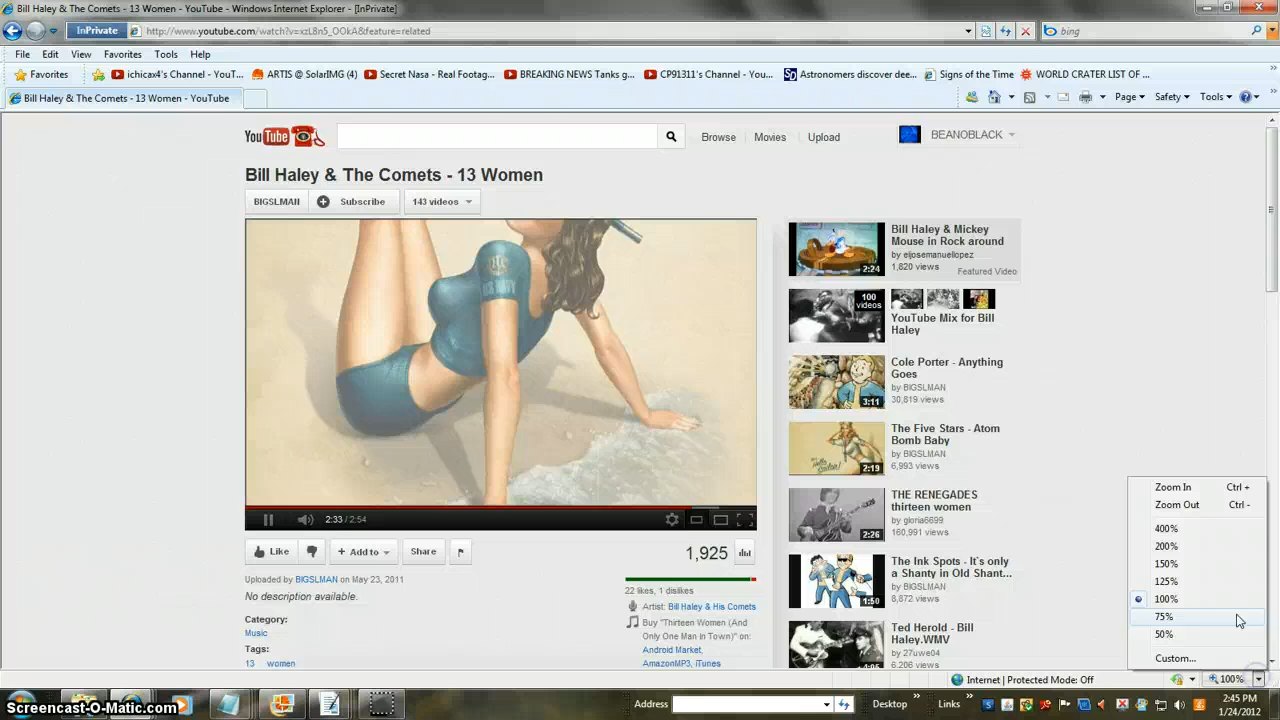 Bill Haley & The Comets - 13 Women - YouTube - Windows Internet Explorer - [InPrivate]
InPrivate
http://www.youtube.com/watch?v=xzL8n5_OOkA&feature=related
bing
File Edit View Favorites Tools Help
Favorites
ichicax4's Channel - YouT...
ARTIS @ SolarIMG (4)
Secret Nasa - Real Footag...
BREAKING NEWS Tanks g...
CP91311's Channel - You...
Astronomers discover dee...
Signs of the Time
WORLD CRATER LIST OF ...
Bill Haley & The Comets - 13 Women - YouTube
Page Safety Tools
YouTube
Browse Movies Upload
BEANOBLACK
Bill Haley & The Comets - 13 Women
BIGSLMAN
Subscribe
143 videos
2:33 / 2:54
Like
Add to
Share
1,925
Uploaded by BIGSLMAN on May 23, 2011
No description available.
Category:
Music
Tags:
13 women
22 likes, 1 dislikes
Artist: Bill Haley & His Comets
Buy "Thirteen Women (And
Only One Man in Town)" on
Android Market,
AmazonMP3, iTunes
2:24
Bill Haley & Mickey
Mouse in Rock around
by eljosemanuellopez
1,820 views
Featured Video
100
videos
YouTube Mix for Bill
Haley
3:11
Cole Porter - Anything
Goes
by BIGSLMAN
30,819 views
2:19
The Five Stars - Atom
Bomb Baby
by BIGSLMAN
6,993 views
2:26
THE RENEGADES
thirteen women
by gloria6699
160,991 views
1:50
The Ink Spots - It's only
a Shanty in Old Shant...
by BIGSLMAN
8,872 views
Ted Herold - Bill
Haley.WMV
by 27uwe04
6,206 views
Zoom In Ctrl +
Zoom Out Ctrl -
400%
200%
150%
125%
100%
75%
50%
Custom...
Internet | Protected Mode: Off
100%
Screencast-O-Matic.com
Address
Desktop
Links
2:45 PM
1/24/2012